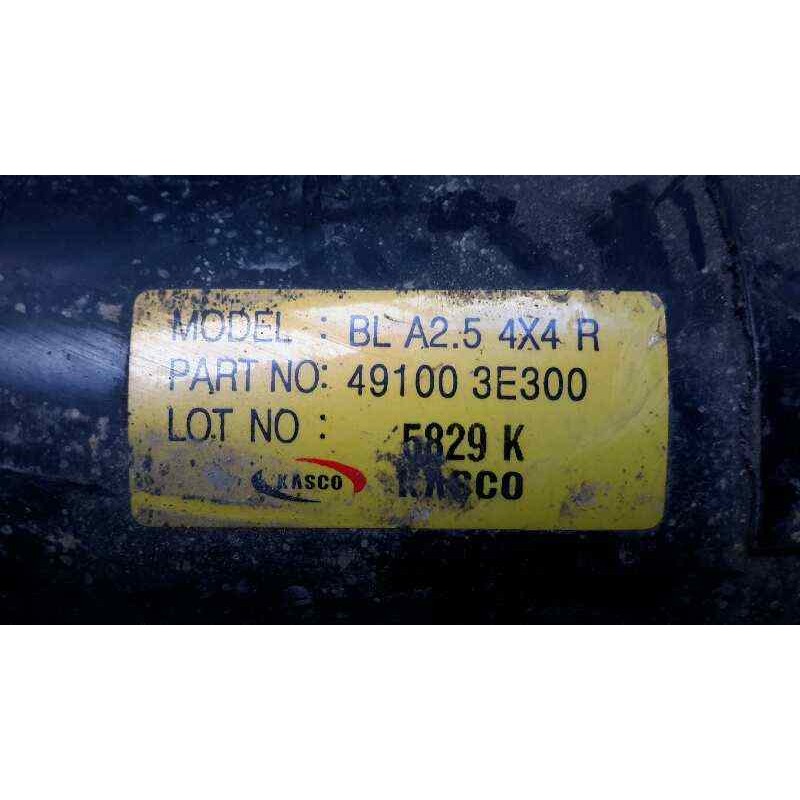 MODEL : BL A2.5 4X4 R
PART NO: 49100 3E300
LOT NO : 5829 K
KASCO KASCO